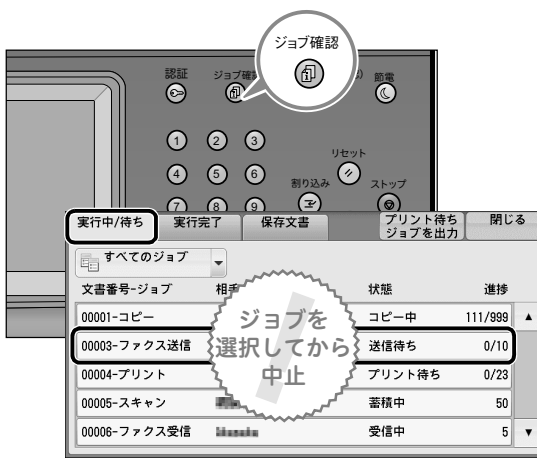 ジョブ確認
認証
ジョブ確
節電
1 2 3
4 5 6
7 8 9
リセット
割り込み
ストップ
実行中/待ち
実行完了
保存文書
プリント待ち
ジョブを出力
閉じる
すべてのジョブ
文書番号-ジョブ 相手 状態 進捗
00001-コピー コピー中 111/999
00003-ファクス送信 送信待ち 0/10
00004-プリント プリント待ち 0/23
00005-スキャン 蓄積中 50
00006-ファクス受信 受信中 5
ジョブを
選択してから
中止